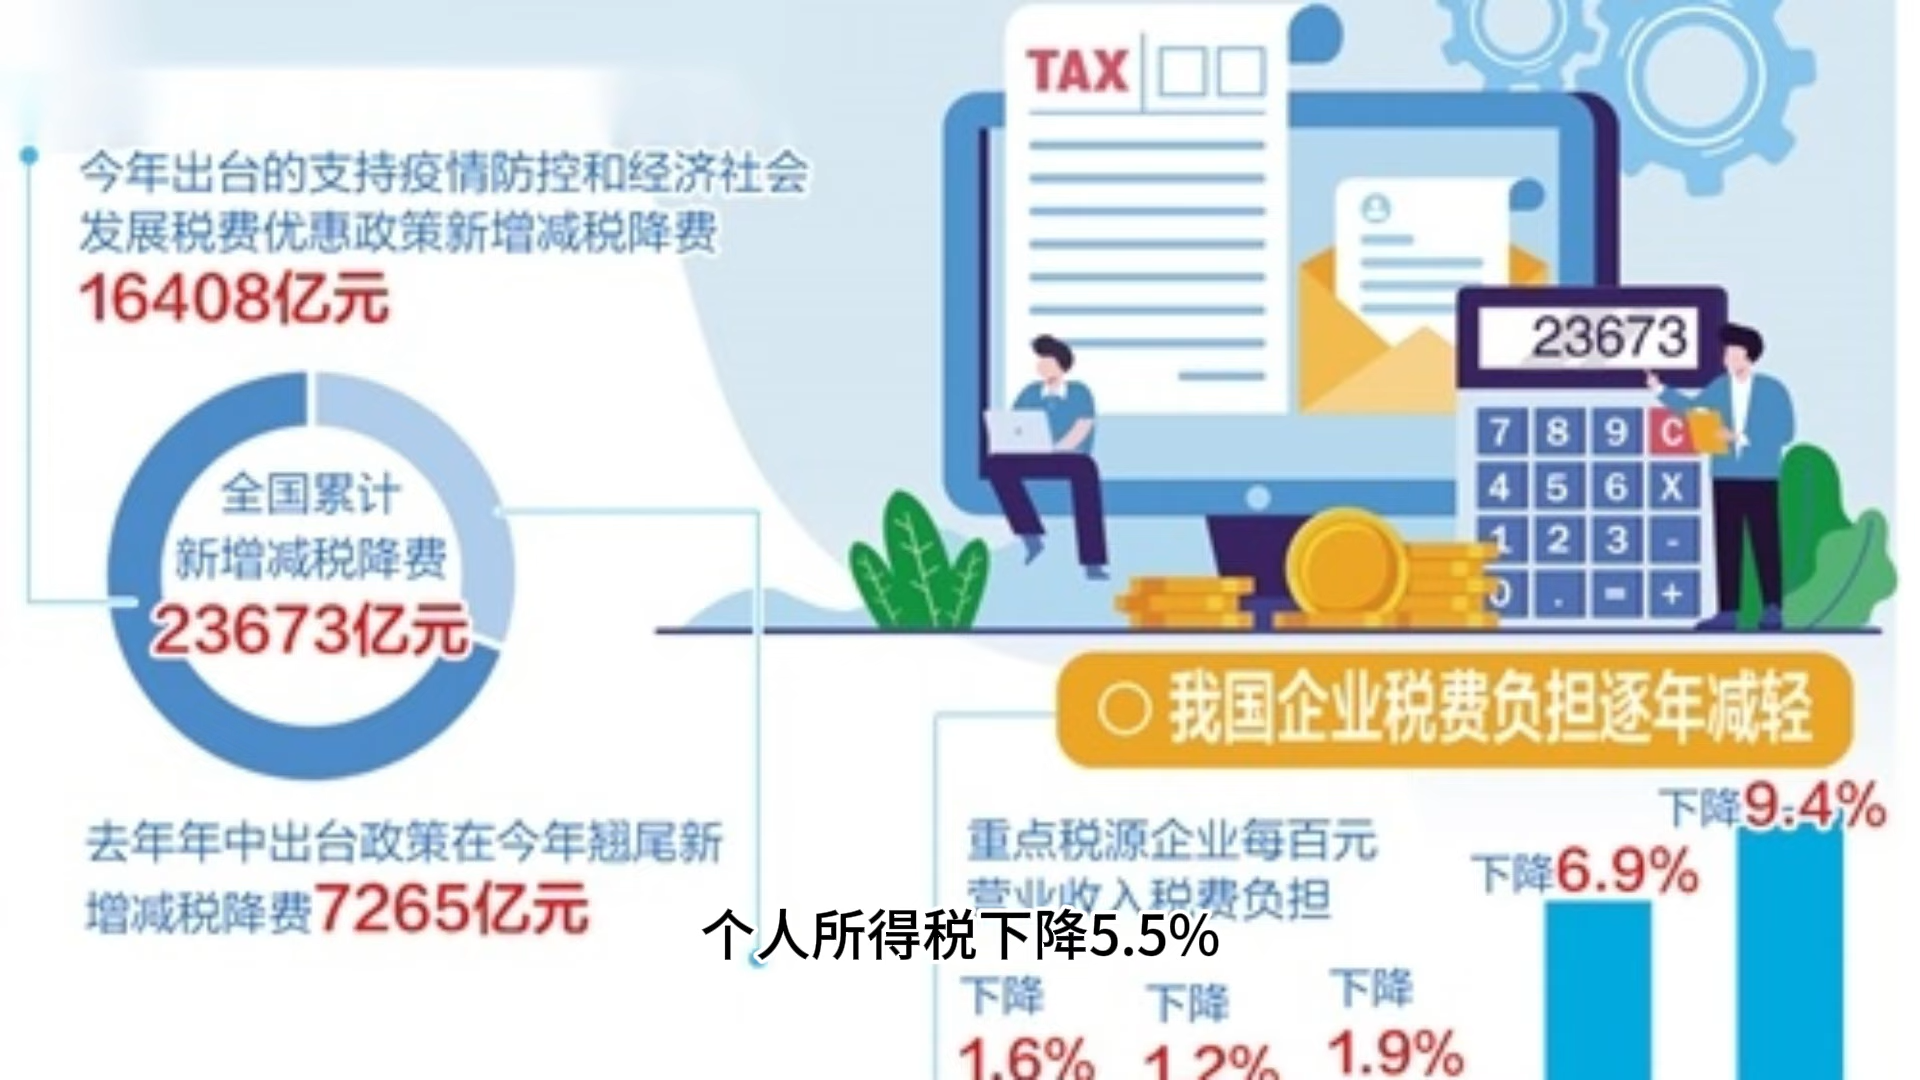 TAX
今年出台的支持疫情防控和经济社会
发展税费优惠政策新增减税降费
16408亿元
23673
7 8 9 C
4 5 6 X
1 2 3 -
0 . = +
全国累计
新增减税降费
23673亿元
我国企业税费负担逐年减轻
去年年中出台政策在今年翘尾新
增减税降费7265亿元
重点税源企业每百元
营业收入税费负担
个人所得税下降5.5%
下降
1.6%
下降
1.2%
下降
1.9%
下降6.9%
下降9.4%